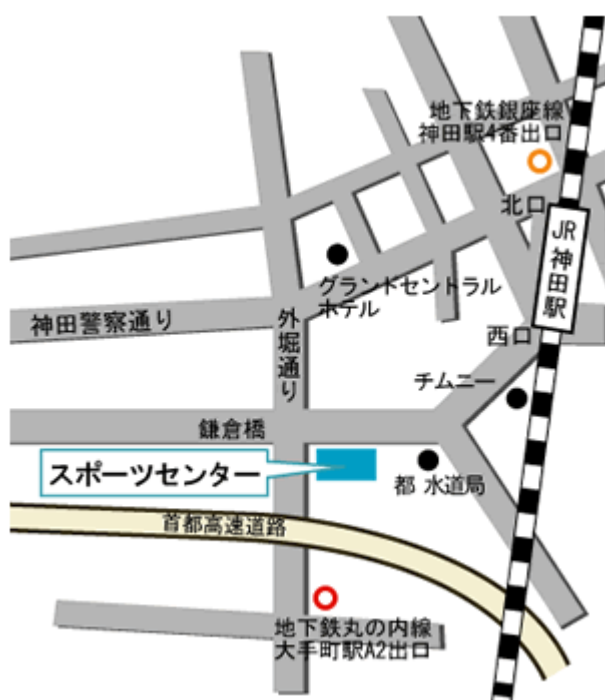 地下鉄銀座線
神田駅4番出口
北口
JR神田駅
グランドセントラル
ホテル
神田警察通り
外堀通り
西口
チムニー
鎌倉橋
スポーツセンター
都 水道局
首都高速道路
地下鉄丸の内線
大手町駅A2出口